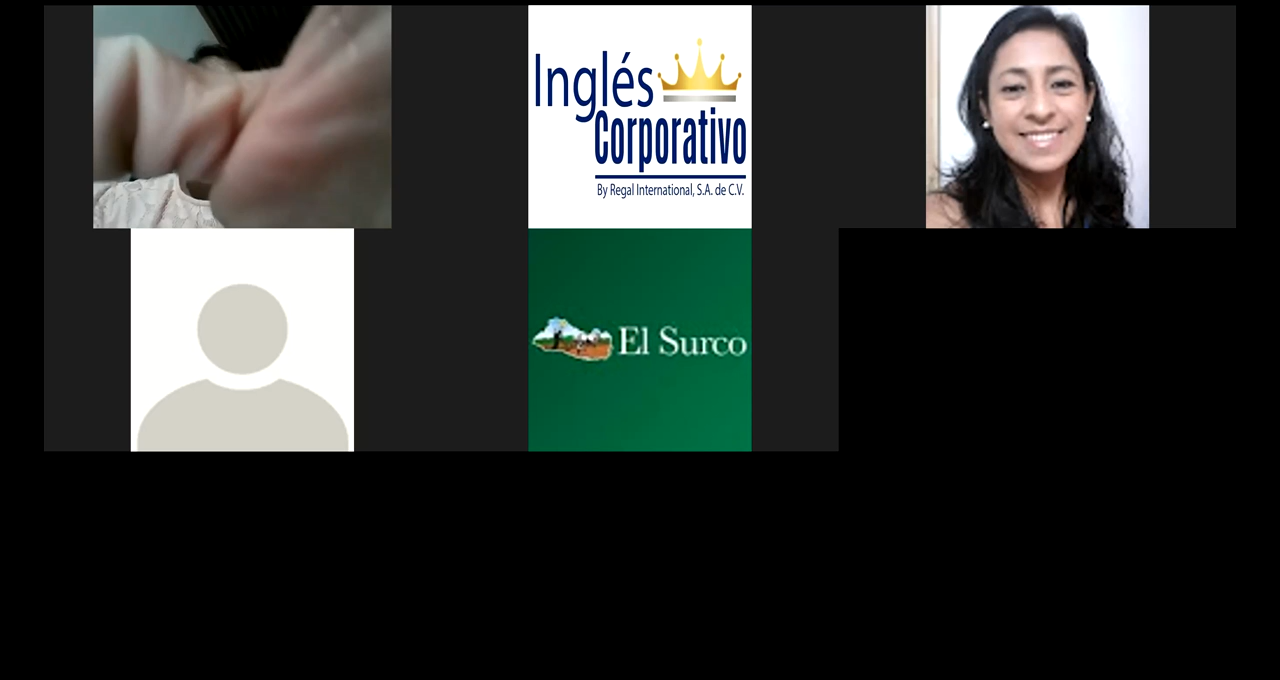 Inglés
Corporativo
By Regal International, S.A. de C.V.
El Surco